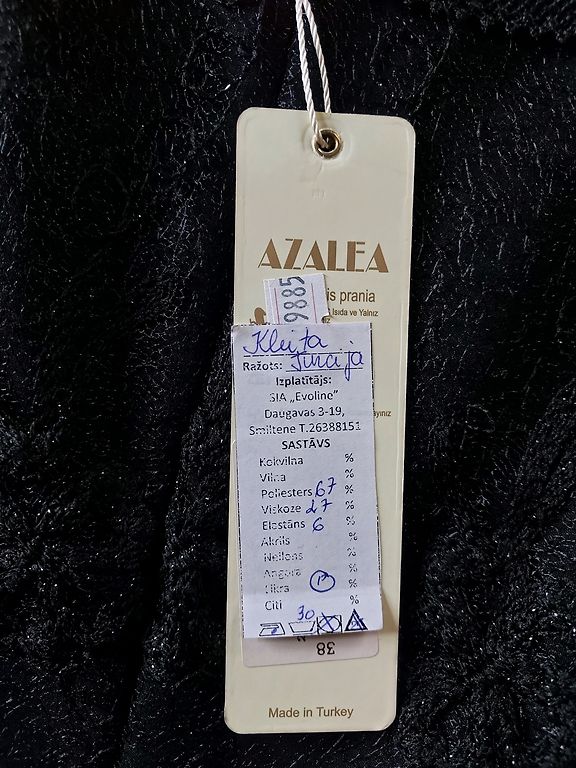 AZALEA
is prania
Isıda ve Yalnız
9885
Kleita
Ražots: Turcija
Izplatītājs:
SIA „Evoline"
Daugavas 3-19,
Smiltene T.26388151
SASTĀVS
Kokvilna %
Vilna %
Poliesters 67 %
Viskoze 27 %
Elastāns 6 %
Akrils %
Neilons %
Angora %
Likra %
Citi %
30
38
Made in Turkey